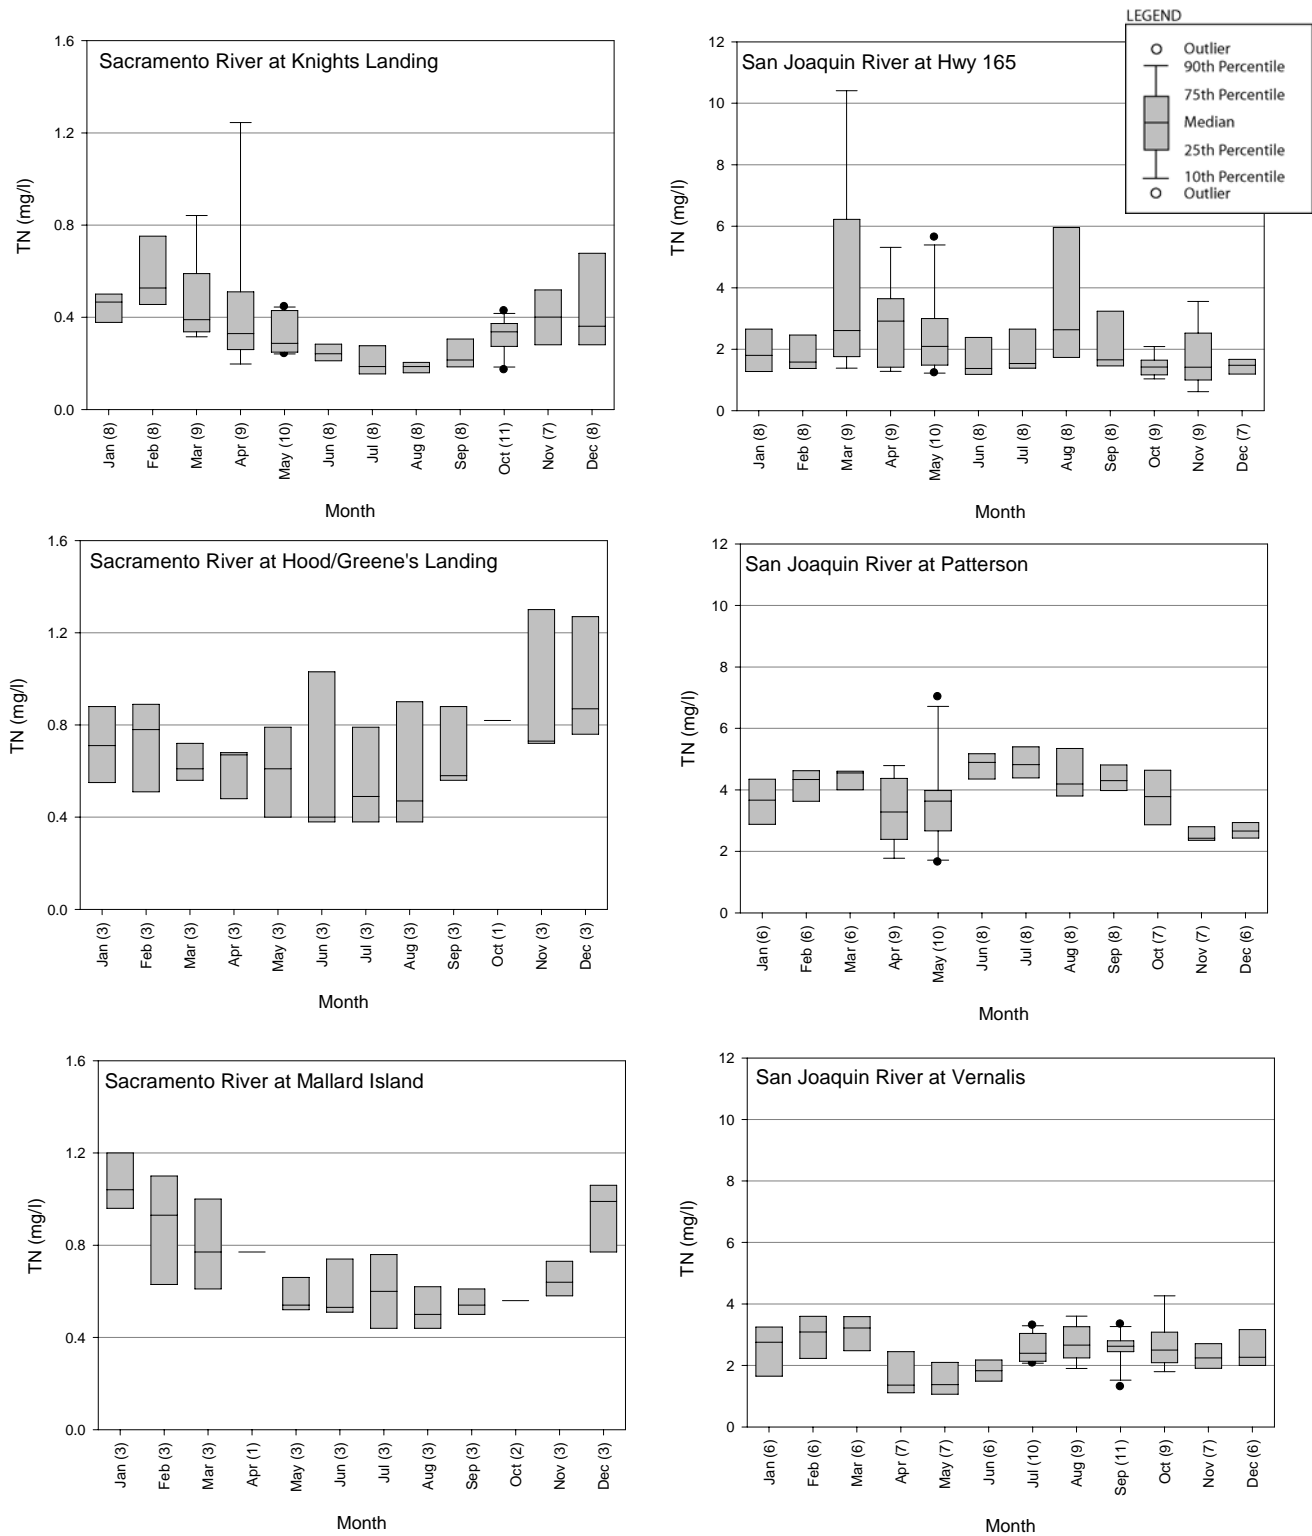 LEGEND
Outlier
90th Percentile
75th Percentile
Median
25th Percentile
10th Percentile
Outlier
Sacramento River at Knights Landing
TN (mg/l)
1.6
1.2
0.8
0.4
0.0
Jan (8)
Feb (8)
Mar (9)
Apr (9)
May (10)
Jun (8)
Jul (8)
Aug (8)
Sep (8)
Oct (11)
Nov (7)
Dec (8)
Month
San Joaquin River at Hwy 165
TN (mg/l)
12
10
8
6
4
2
0
Jan (8)
Feb (8)
Mar (9)
Apr (9)
May (10)
Jun (8)
Jul (8)
Aug (8)
Sep (8)
Oct (9)
Nov (9)
Dec (7)
Month
Sacramento River at Hood/Greene's Landing
TN (mg/l)
1.6
1.2
0.8
0.4
0.0
Jan (3)
Feb (3)
Mar (3)
Apr (3)
May (3)
Jun (3)
Jul (3)
Aug (3)
Sep (3)
Oct (1)
Nov (3)
Dec (3)
Month
San Joaquin River at Patterson
TN (mg/l)
12
10
8
6
4
2
0
Jan (6)
Feb (6)
Mar (6)
Apr (9)
May (10)
Jun (8)
Jul (8)
Aug (8)
Sep (8)
Oct (7)
Nov (7)
Dec (6)
Month
Sacramento River at Mallard Island
TN (mg/l)
1.6
1.2
0.8
0.4
0.0
Jan (3)
Feb (3)
Mar (3)
Apr (1)
May (3)
Jun (3)
Jul (3)
Aug (3)
Sep (3)
Oct (2)
Nov (3)
Dec (3)
Month
San Joaquin River at Vernalis
TN (mg/l)
12
10
8
6
4
2
0
Jan (6)
Feb (6)
Mar (6)
Apr (7)
May (7)
Jun (6)
Jul (10)
Aug (9)
Sep (11)
Oct (9)
Nov (7)
Dec (6)
Month